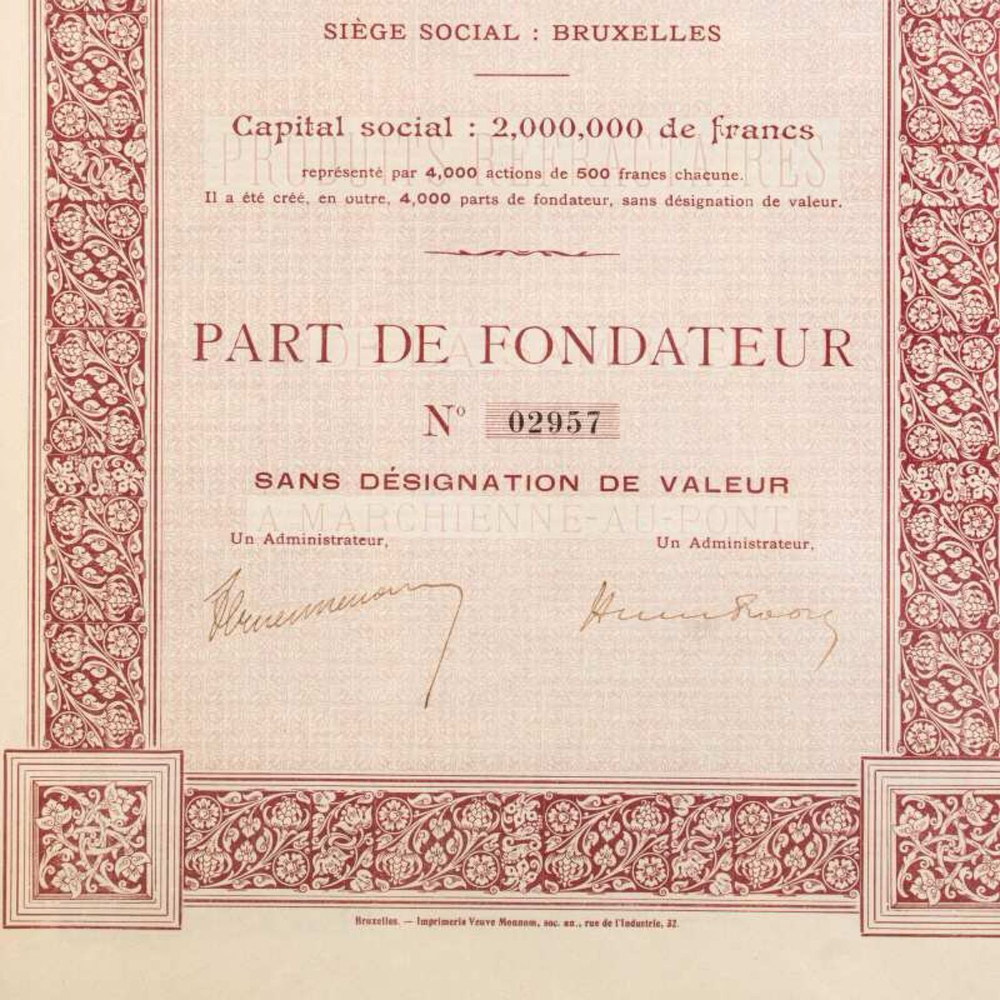 SIÈGE SOCIAL : BRUXELLES
Capital social : 2,000,000 de francs
PRODUITS RÉFRACTAIRES
représenté par 4,000 actions de 500 francs chacune.
Il a été créé, en outre, 4,000 parts de fondateur, sans désignation de valeur.
PART DE FONDATEUR
N° 02957
SANS DÉSIGNATION DE VALEUR
A MARCHIENNE-AU-PONT
Un Administrateur, Un Administrateur,
Bruxelles. — Imprimerie Veuve Monnom, soc. an., rue de l'Industrie, 32.